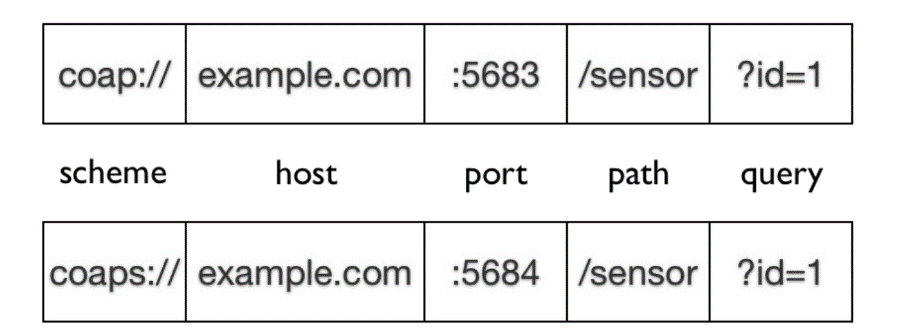 coap:// example.com :5683 /sensor ?id=1
scheme host port path query
coaps:// example.com :5684 /sensor ?id=1